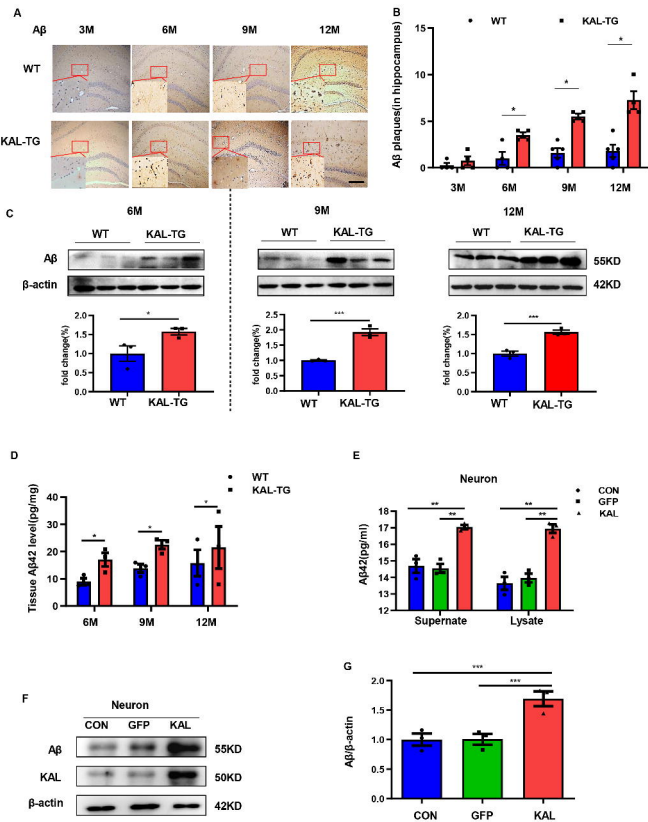 A
Aβ 3M 6M 9M 12M
WT
KAL-TG
B
WT KAL-TG
Aβ plaques(in hippocampus)
15
10
5
0
* * *
3M 6M 9M 12M
C
6M 9M 12M
WT KAL-TG WT KAL-TG WT KAL-TG
Aβ 55KD
β-actin 42KD
fold change(%)
2.0
1.5
1.0
0.5
0.0
*
WT KAL-TG
fold change(%)
2.5
2.0
1.5
1.0
0.5
0.0
***
WT KAL-TG
fold change(%)
2.0
1.5
1.0
0.5
0.0
***
WT KAL-TG
D
WT
KAL-TG
Tissue Aβ42 level(pg/mg)
40
30
20
10
0
* * *
6M 9M 12M
E
Neuron
CON
GFP
KAL
Aβ42(pg/ml)
18
17
16
15
14
13
12
** **
** **
Supernate Lysate
F
Neuron
CON GFP KAL
Aβ 55KD
KAL 50KD
β-actin 42KD
G
Aβ/β-actin
2.0
1.5
1.0
0.5
0.0
***
***
CON GFP KAL